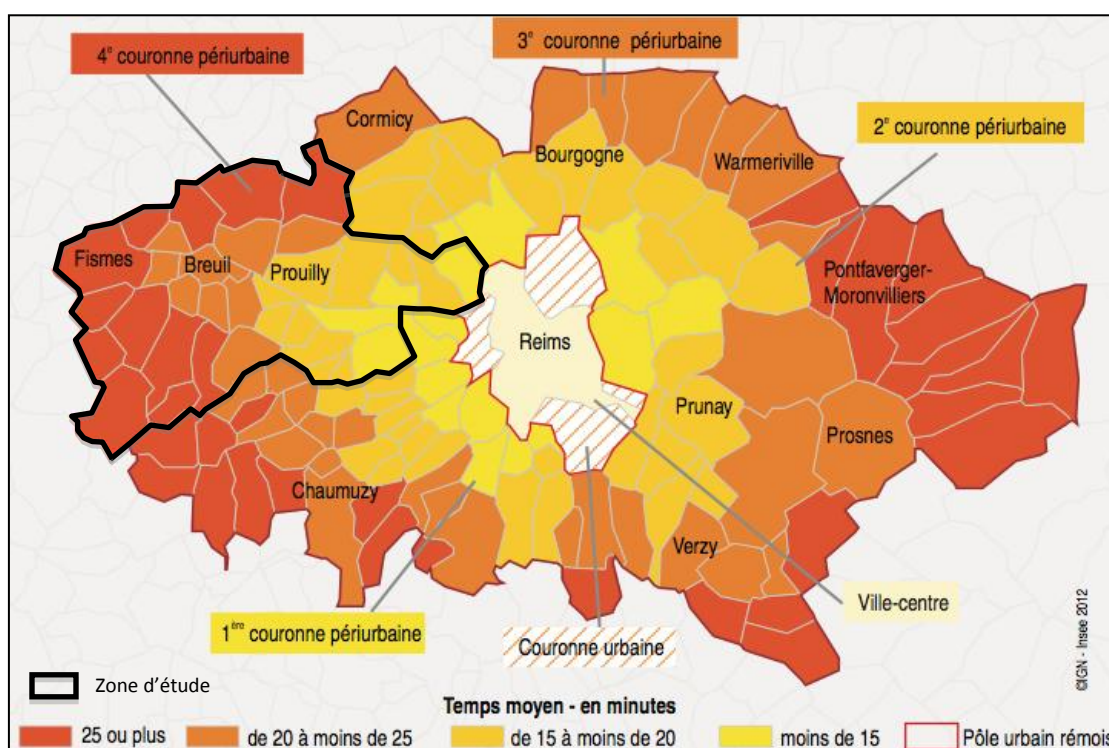 4e couronne périurbaine
3e couronne périurbaine
2e couronne périurbaine
Cormicy
Bourgogne
Warmeriville
Fismes
Breuil
Prouilly
Pontfaverger-
Moronvilliers
Reims
Prunay
Prosnes
Chaumuzy
Verzy
Ville-centre
1ère couronne périurbaine
Couronne urbaine
©IGN - Insee 2012
Zone d'étude
Temps moyen - en minutes
25 ou plus
de 20 à moins de 25
de 15 à moins de 20
moins de 15
Pôle urbain rémois